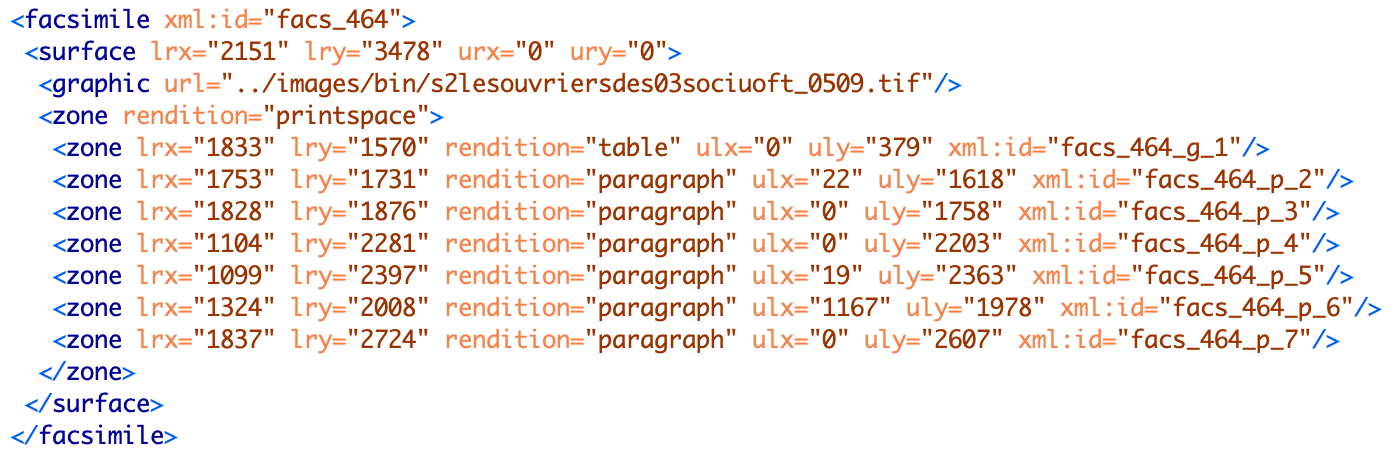 <facsimile xml:id="facs_464">
<surface lrx="2151" lry="3478" urx="0" ury="0">
<graphic url="../images/bin/s2lesouvriersdes03sociuoft_0509.tif"/>
<zone rendition="printspace">
<zone lrx="1833" lry="1570" rendition="table" ulx="0" uly="379" xml:id="facs_464_g_1"/>
<zone lrx="1753" lry="1731" rendition="paragraph" ulx="22" uly="1618" xml:id="facs_464_p_2"/>
<zone lrx="1828" lry="1876" rendition="paragraph" ulx="0" uly="1758" xml:id="facs_464_p_3"/>
<zone lrx="1104" lry="2281" rendition="paragraph" ulx="0" uly="2203" xml:id="facs_464_p_4"/>
<zone lrx="1099" lry="2397" rendition="paragraph" ulx="19" uly="2363" xml:id="facs_464_p_5"/>
<zone lrx="1324" lry="2008" rendition="paragraph" ulx="1167" uly="1978" xml:id="facs_464_p_6"/>
<zone lrx="1837" lry="2724" rendition="paragraph" ulx="0" uly="2607" xml:id="facs_464_p_7"/>
</zone>
</surface>
</facsimile>